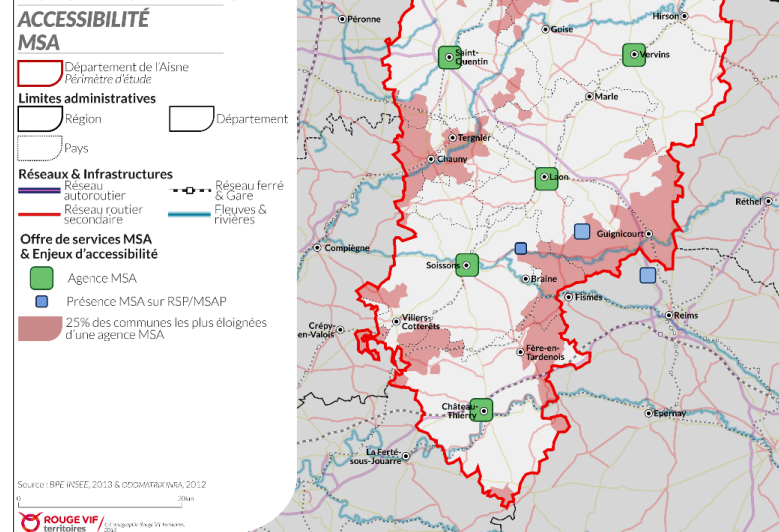 ACCESSIBILITÉ
MSA
Département de l'Aisne
Périmètre d'étude
Limites administratives
Région
Département
Pays
Réseaux & Infrastructures
Réseau
autoroutier
Réseau ferré
& Gare
Réseau routier
secondaire
Fleuves &
rivières
Offre de services MSA
& Enjeux d'accessibilité
Agence MSA
Présence MSA sur RSP/MSAP
25% des communes les plus éloignées
d'une agence MSA
Source : BPE INSEE, 2013 & ODOMATRIX INRA, 2012
0
20km
ROUGE VIF
territoires
Péronne
Hirson
Guise
Saint-
Quentin
Vervins
Marle
Tergnier
Chauny
Laon
Réthel
Guignicourt
Compiègne
Soissons
Braine
Fismes
Reims
Villers-
Cotterêts
Crépy-
en-Valois
Fère-en-
Tardenois
Château-
Thierry
Epernay
La Ferté-
sous-Jouarre